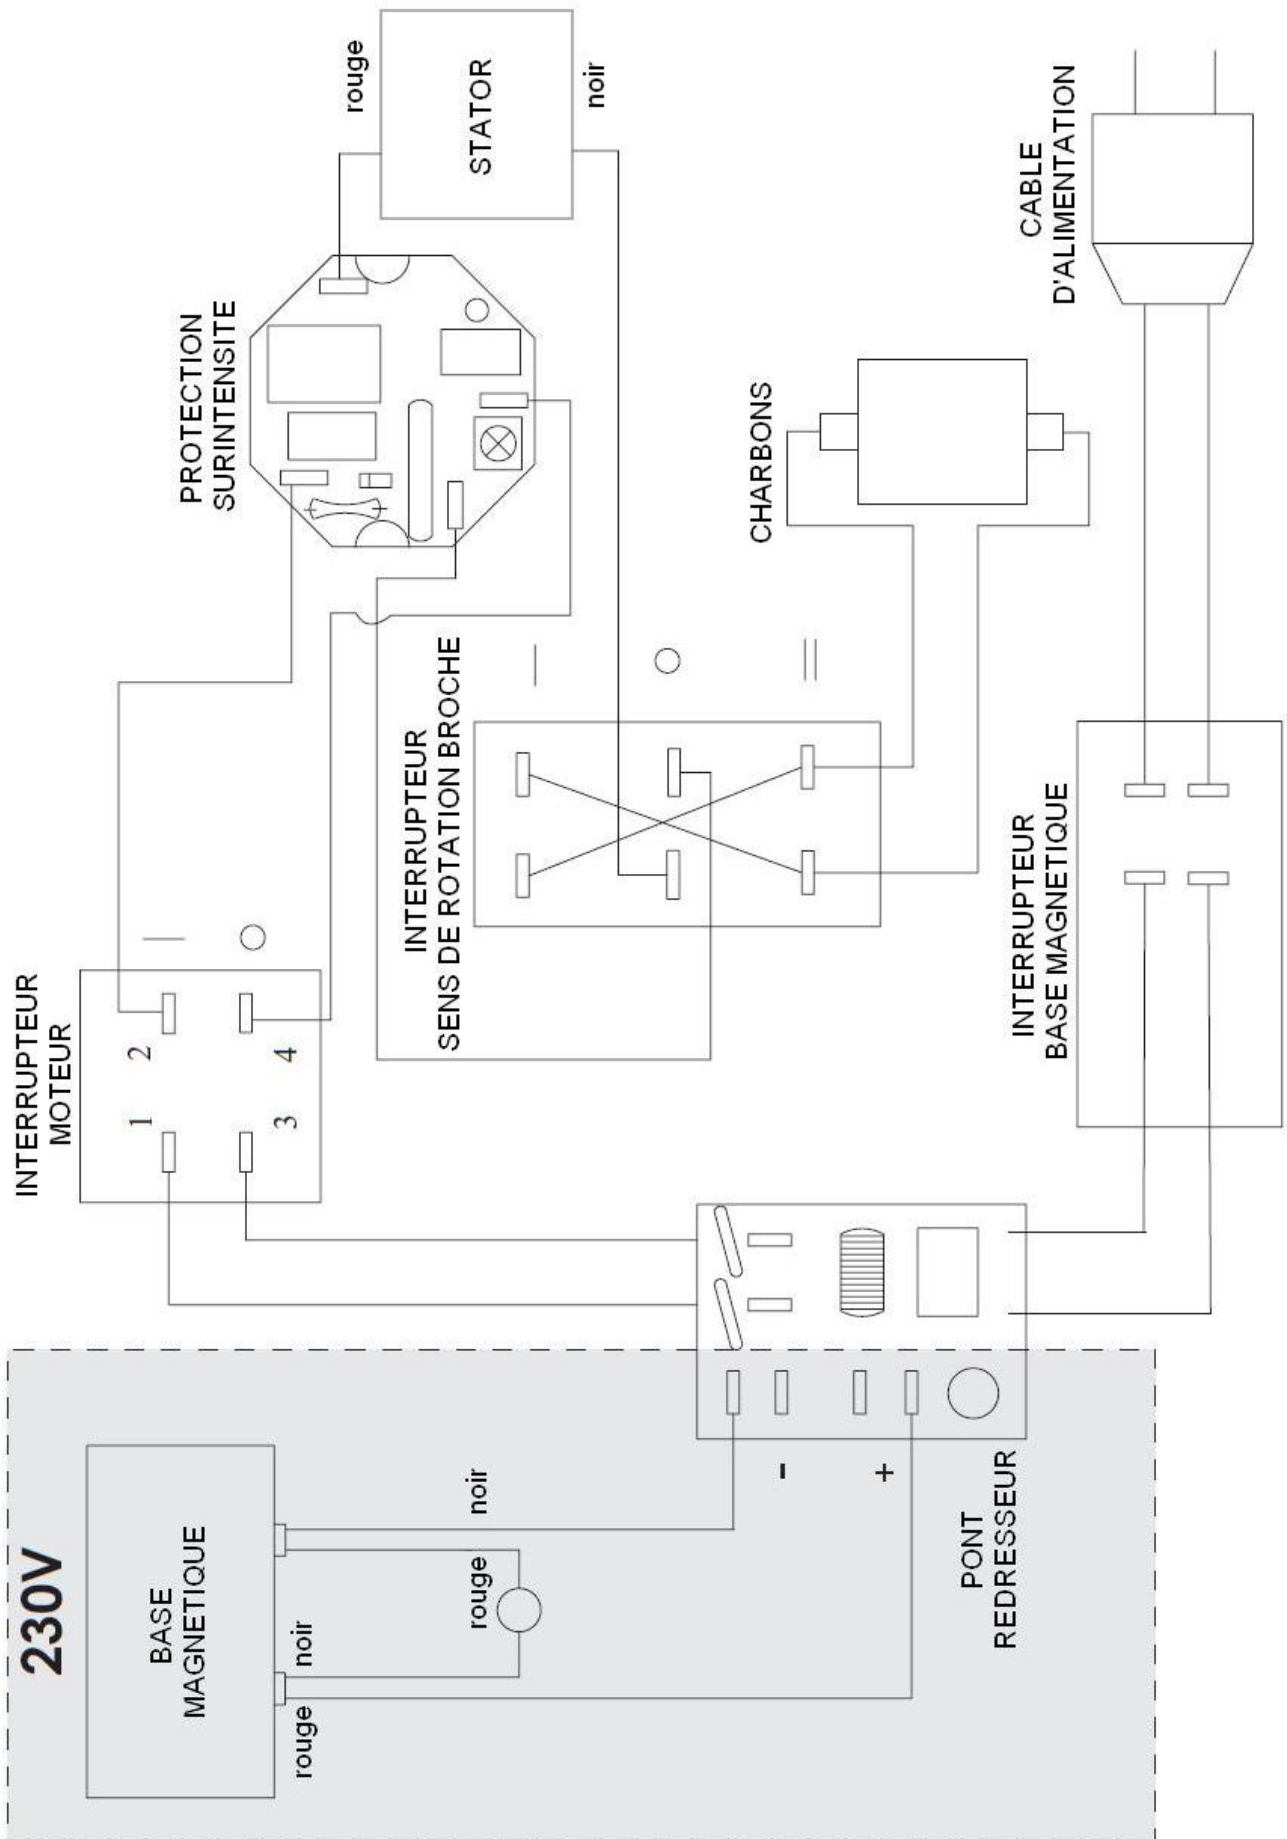 230V
BASE
MAGNETIQUE
rouge
noir
rouge
noir
-
+
PONT
REDRESSEUR
INTERRUPTEUR
MOTEUR
1
2
3
4
INTERRUPTEUR
SENS DE ROTATION BROCHE
INTERRUPTEUR
BASE MAGNETIQUE
PROTECTION
SURINTENSITE
CHARBONS
rouge
STATOR
noir
CABLE
D'ALIMENTATION